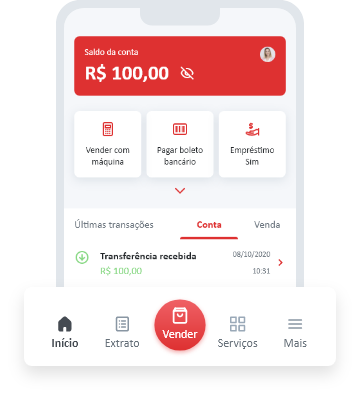 Saldo da conta
R$ 100,00
Vender com
máquina
Pagar boleto
bancário
Empréstimo
Sim
Últimas transações
Conta
Venda
Transferência recebida
08/10/2020
R$ 100,00
10:31
Início
Extrato
Vender
Serviços
Mais